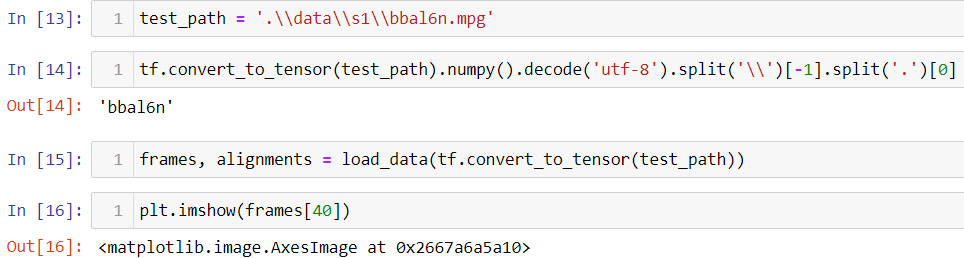 In [13]: 1 test_path = '.\\data\\s1\\bbal6n.mpg'
In [14]: 1 tf.convert_to_tensor(test_path).numpy().decode('utf-8').split('\\')[-1].split('.')[0]
Out[14]: 'bbal6n'
In [15]: 1 frames, alignments = load_data(tf.convert_to_tensor(test_path))
In [16]: 1 plt.imshow(frames[40])
Out[16]: <matplotlib.image.AxesImage at 0x2667a6a5a10>